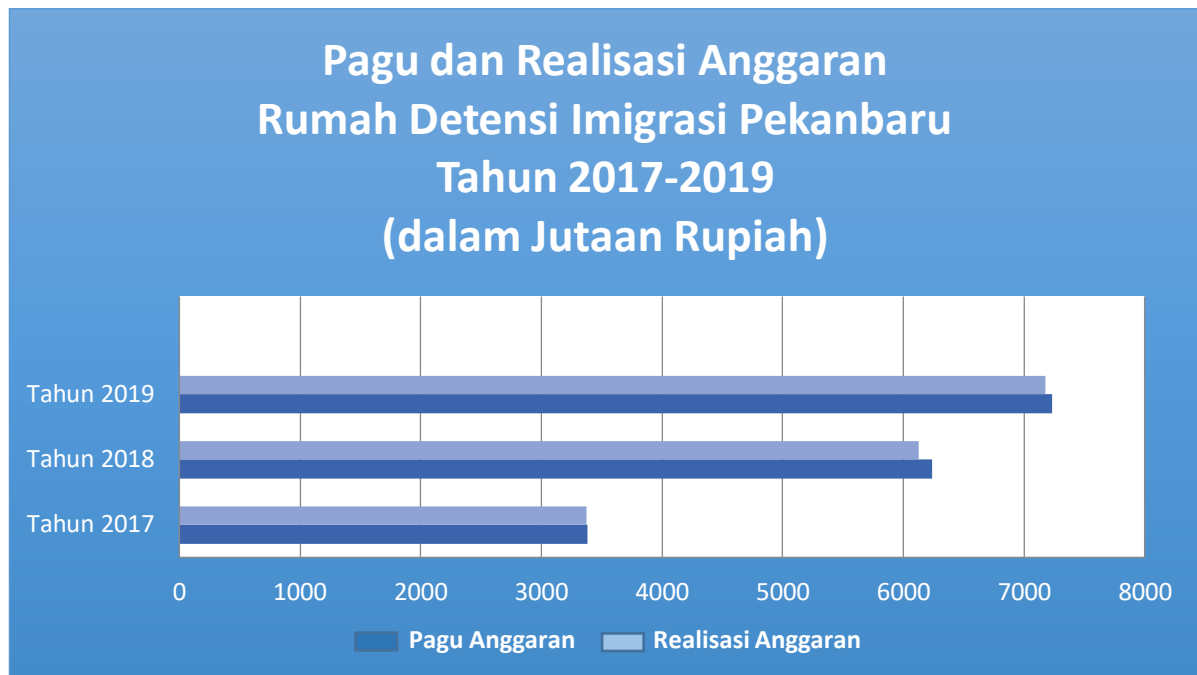 Pagu dan Realisasi Anggaran
Rumah Detensi Imigrasi Pekanbaru
Tahun 2017-2019
(dalam Jutaan Rupiah)
Tahun 2019
Tahun 2018
Tahun 2017
0 1000 2000 3000 4000 5000 6000 7000 8000
Pagu Anggaran Realisasi Anggaran